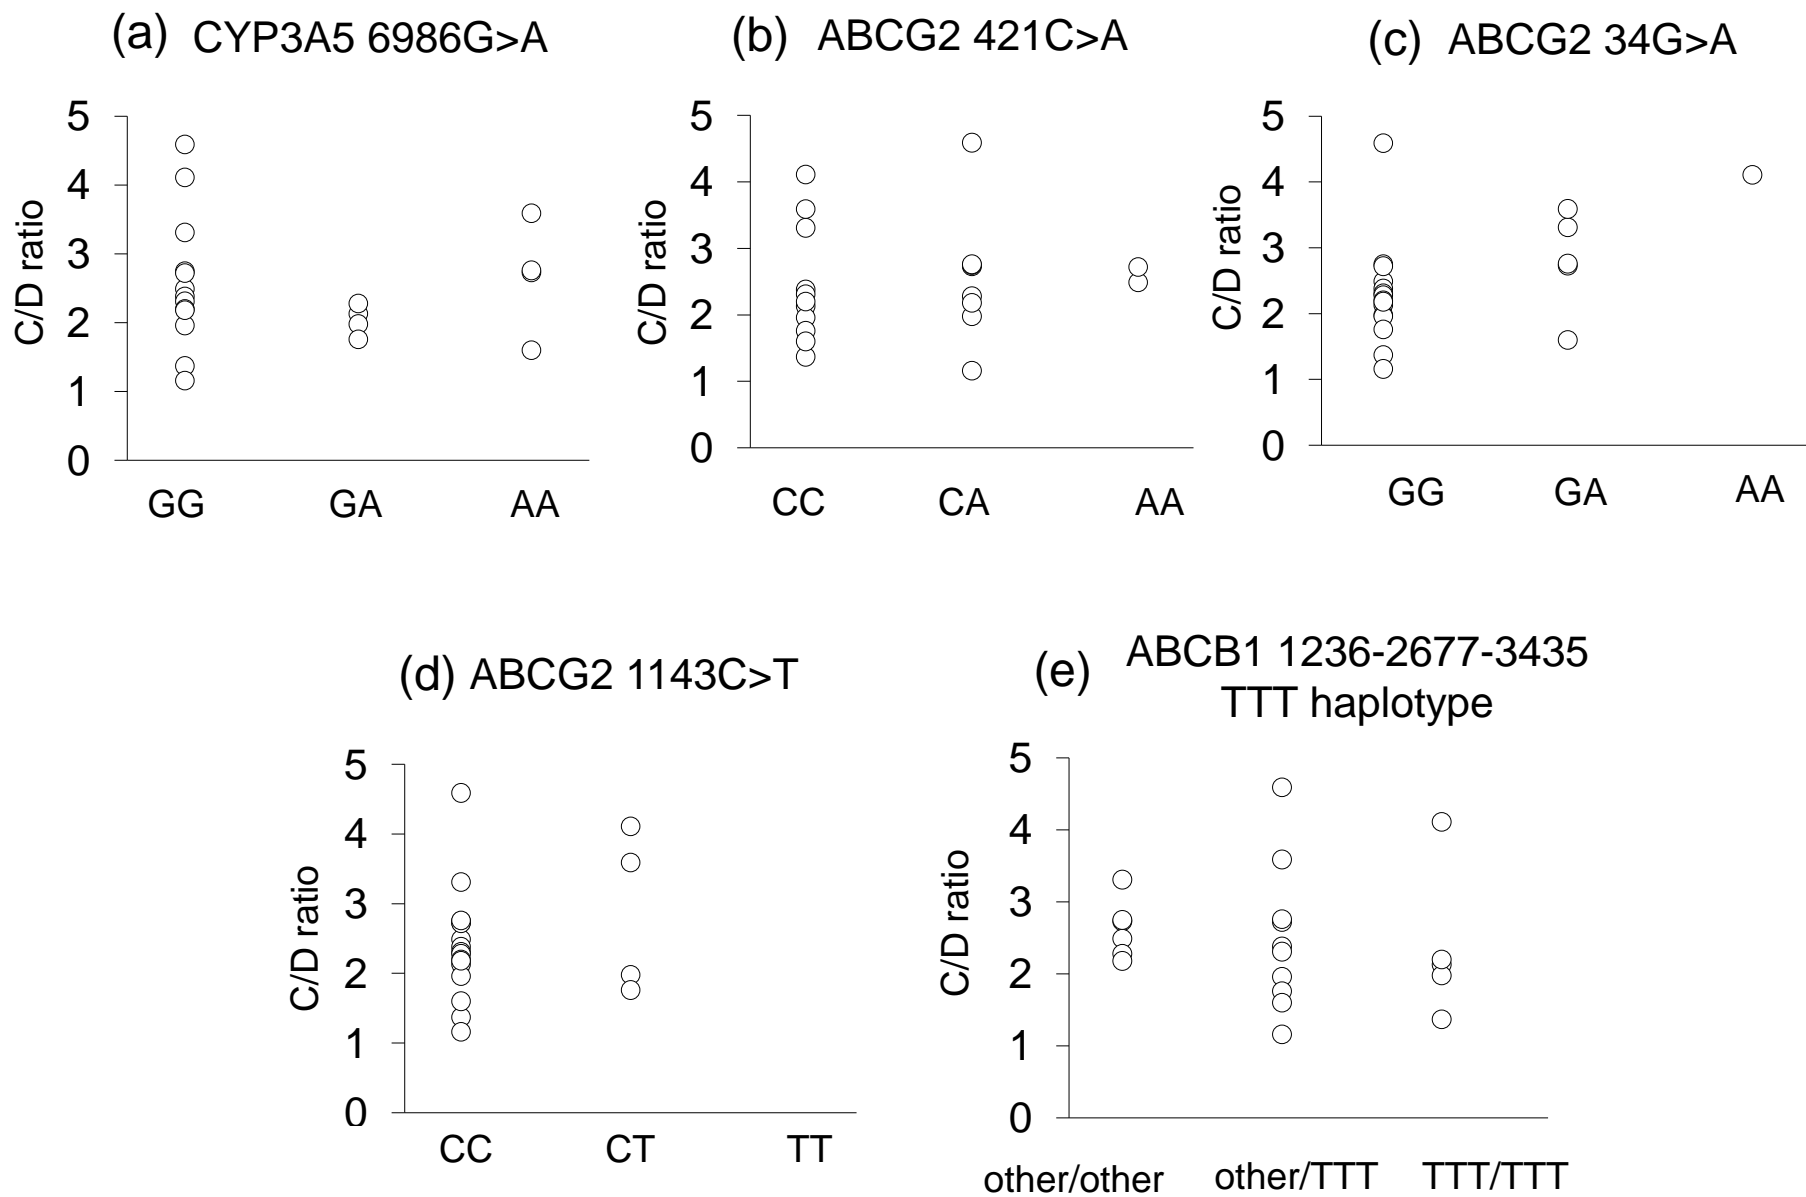 (a) CYP3A5 6986G>A
5
4
3
2
1
0
C/D ratio
GG GA AA
(b) ABCG2 421C>A
5
4
3
2
1
0
C/D ratio
CC CA AA
(c) ABCG2 34G>A
5
4
3
2
1
0
C/D ratio
GG GA AA
(d) ABCG2 1143C>T
5
4
3
2
1
0
C/D ratio
CC CT TT
(e) ABCB1 1236-2677-3435
TTT haplotype
5
4
3
2
1
0
C/D ratio
other/other other/TTT TTT/TTT